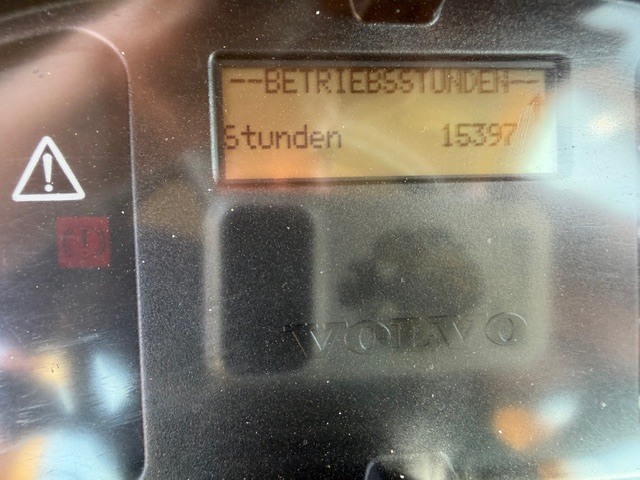 --BETRIEBSSTUNDEN--
Stunden 15397
VOLVO